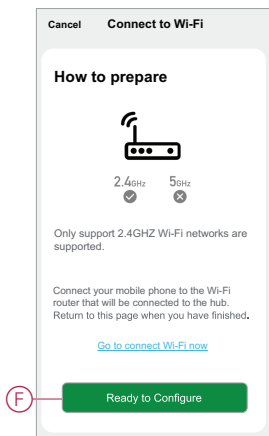 Cancel Connect to Wi-Fi
How to prepare
2.4GHz 5GHz
Only support 2.4GHZ Wi-Fi networks are
supported.
Connect your mobile phone to the Wi-Fi
router that will be connected to the hub.
Return to this page when you have finished.
Go to connect Wi-Fi now
F Ready to Configure